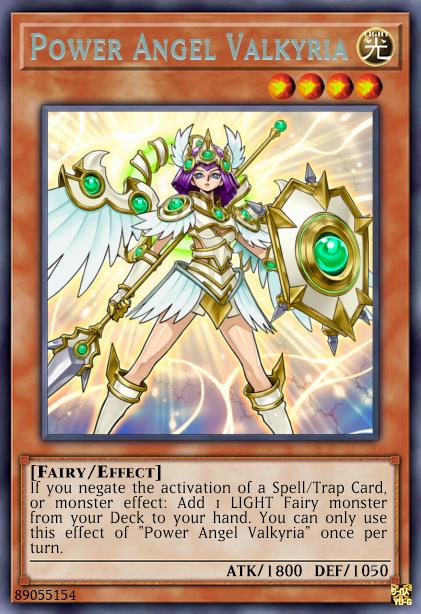 POWER ANGEL VALKYRIA
LIGHT
光
[FAIRY/EFFECT]
If you negate the activation of a Spell/Trap Card,
or monster effect: Add 1 LIGHT Fairy monster
from your Deck to your hand. You can only use
this effect of "Power Angel Valkyria" once per
turn.
ATK/1800 DEF/1050
89055154